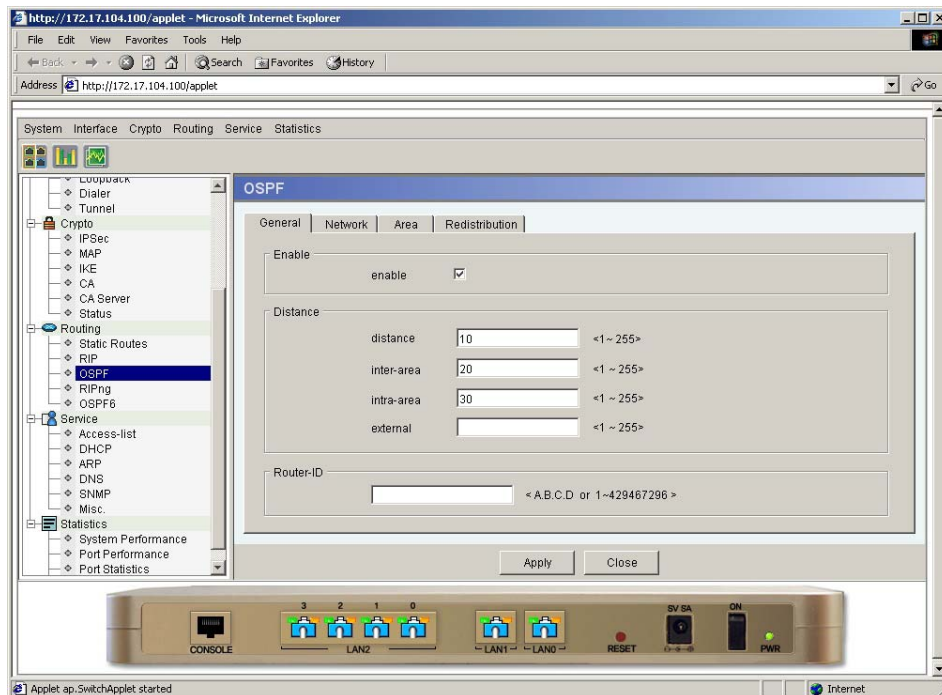 http://172.17.104.100/applet - Microsoft Internet Explorer
File Edit View Favorites Tools Help
Back Search Favorites History
Address http://172.17.104.100/applet Go
System Interface Crypto Routing Service Statistics
Loopback
Dialer
Tunnel
Crypto
IPSec
MAP
IKE
CA
CA Server
Status
Routing
Static Routes
RIP
OSPF
RIPng
OSPF6
Service
Access-list
DHCP
ARP
DNS
SNMP
Misc.
Statistics
System Performance
Port Performance
Port Statistics
OSPF
General Network Area Redistribution
Enable
enable
Distance
distance 10 <1 ~ 255>
inter-area 20 <1 ~ 255>
intra-area 30 <1 ~ 255>
external <1 ~ 255>
Router-ID
< A.B.C.D or 1~429467296 >
Apply Close
3 2 1 0
CONSOLE LAN2 LAN1 LAN0 RESET
5V 5A ON
PWR
Applet ap.SwitchApplet started Internet